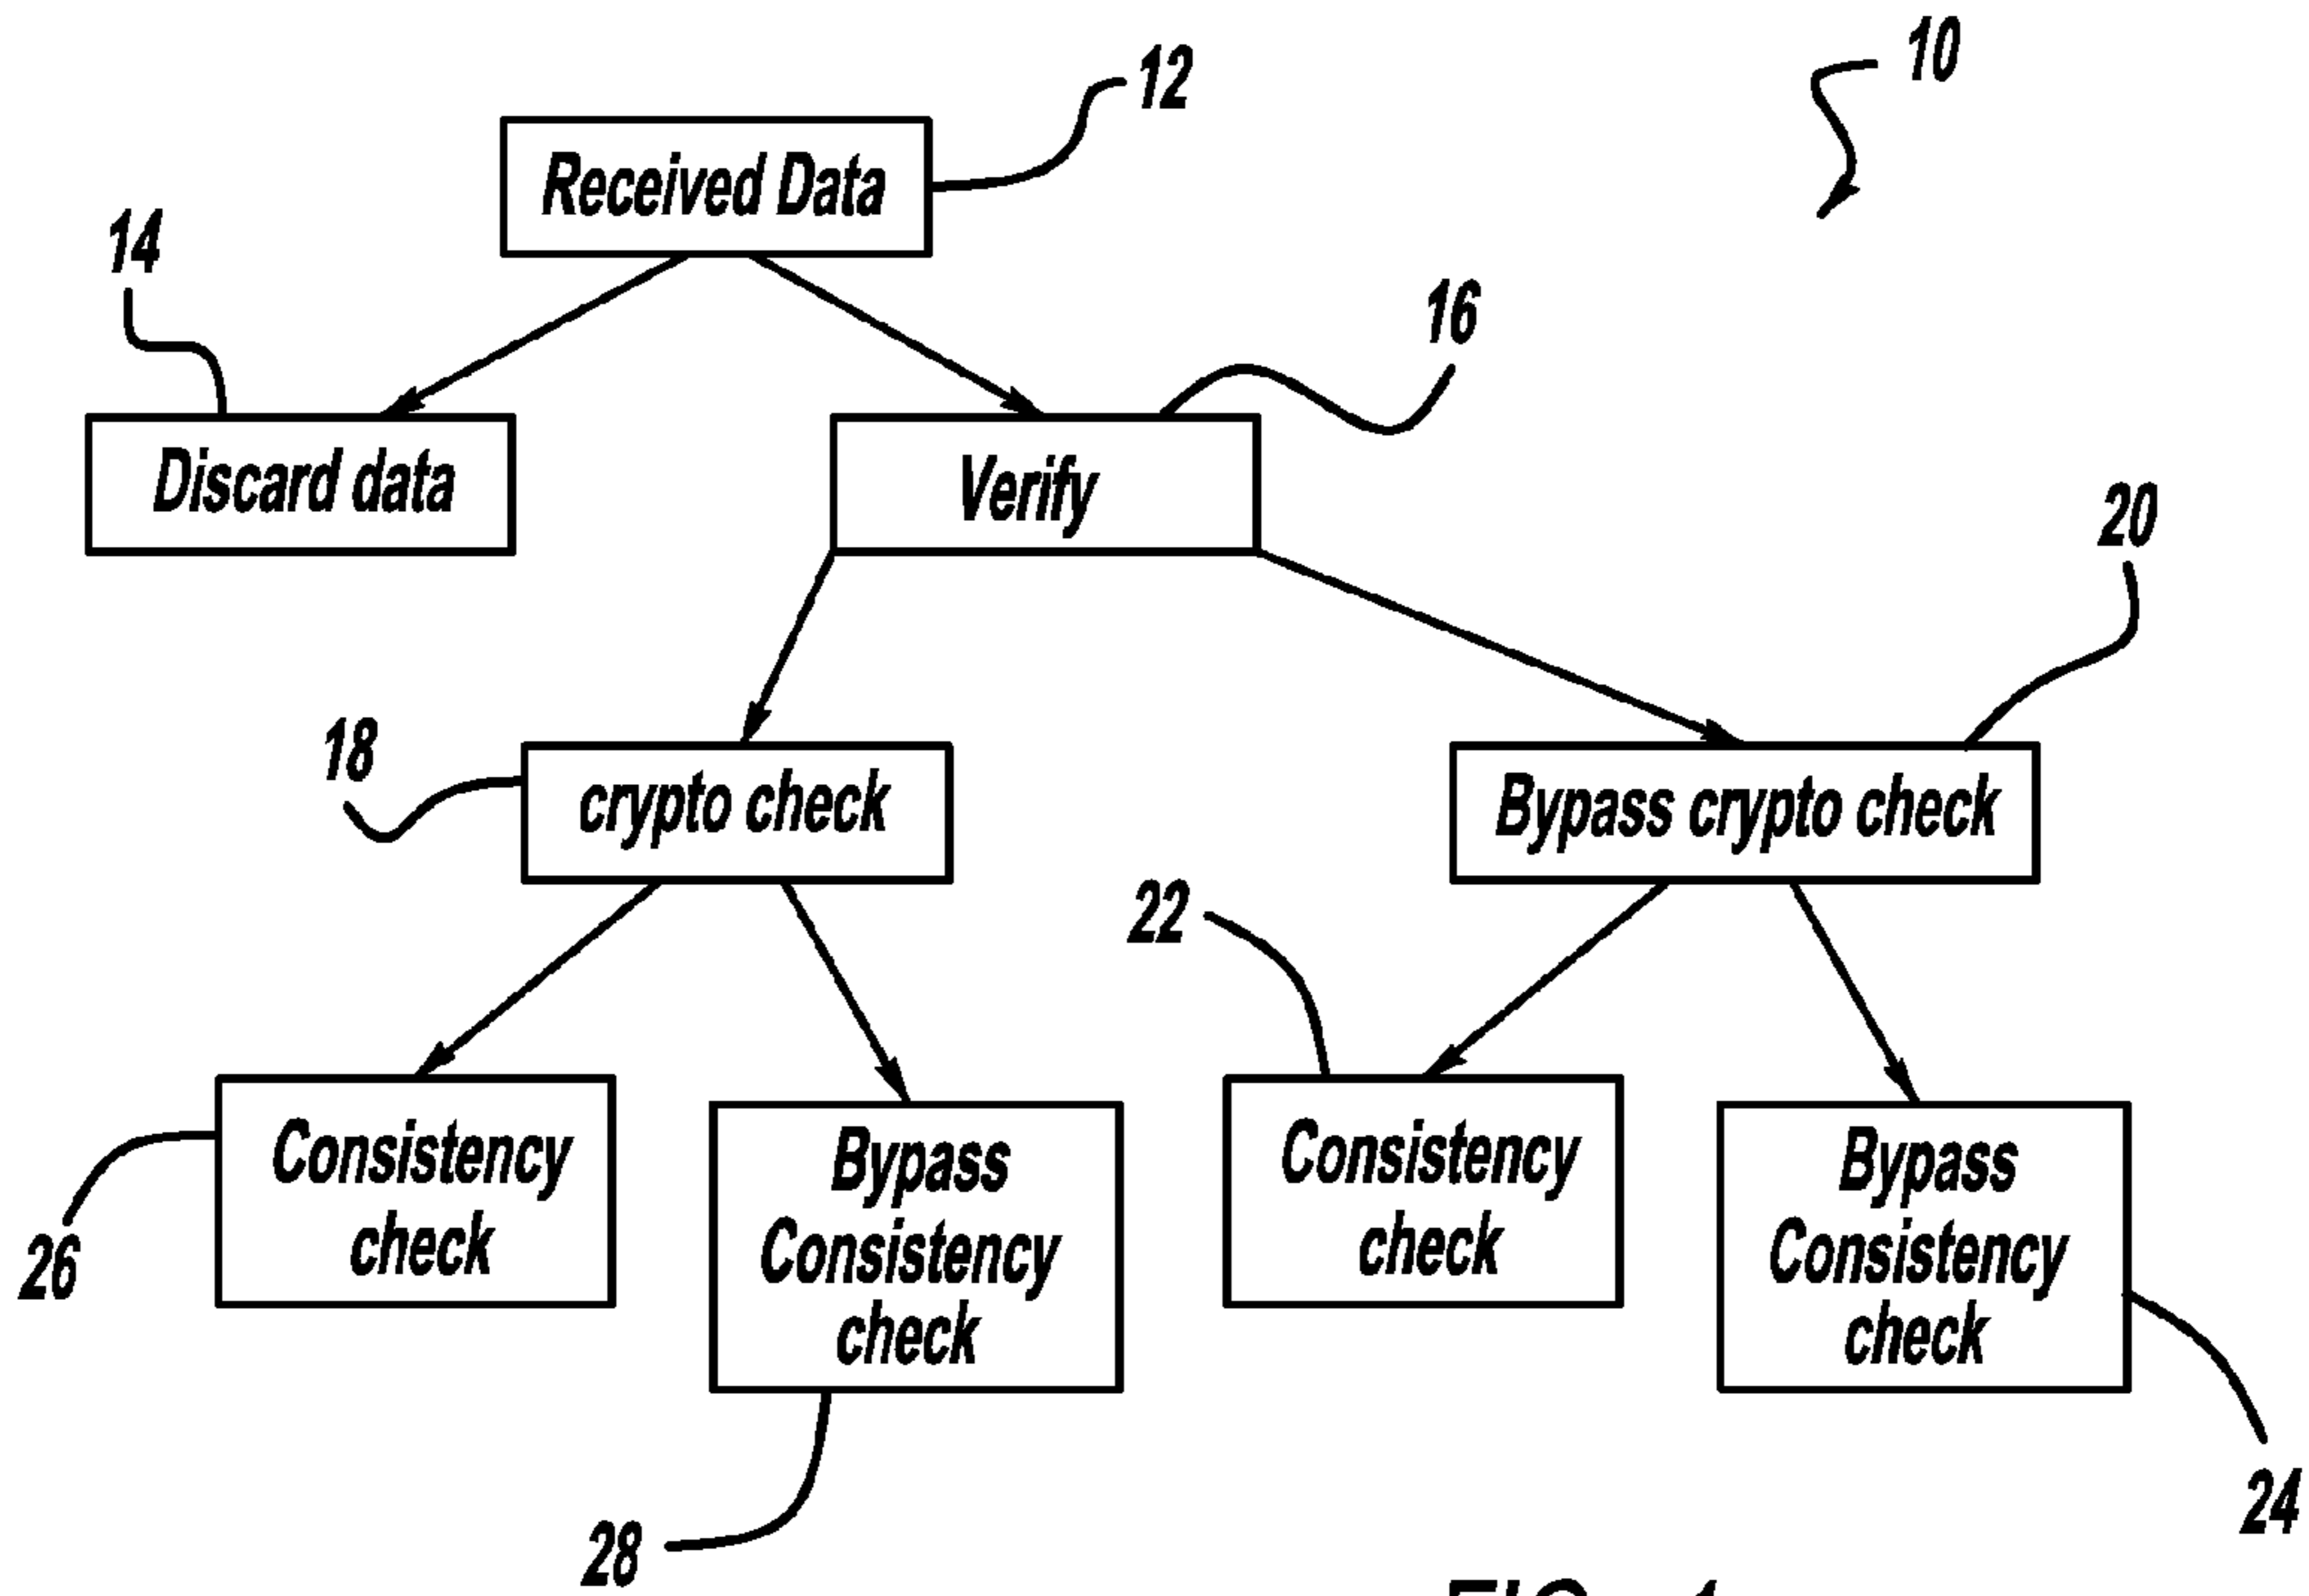 10
12
Received Data
14
16
Discard data
Verify
20
18
crypto check
Bypass crypto check
22
Consistency
check
Bypass
Consistency
check
Consistency
check
Bypass
Consistency
check
26
24
28